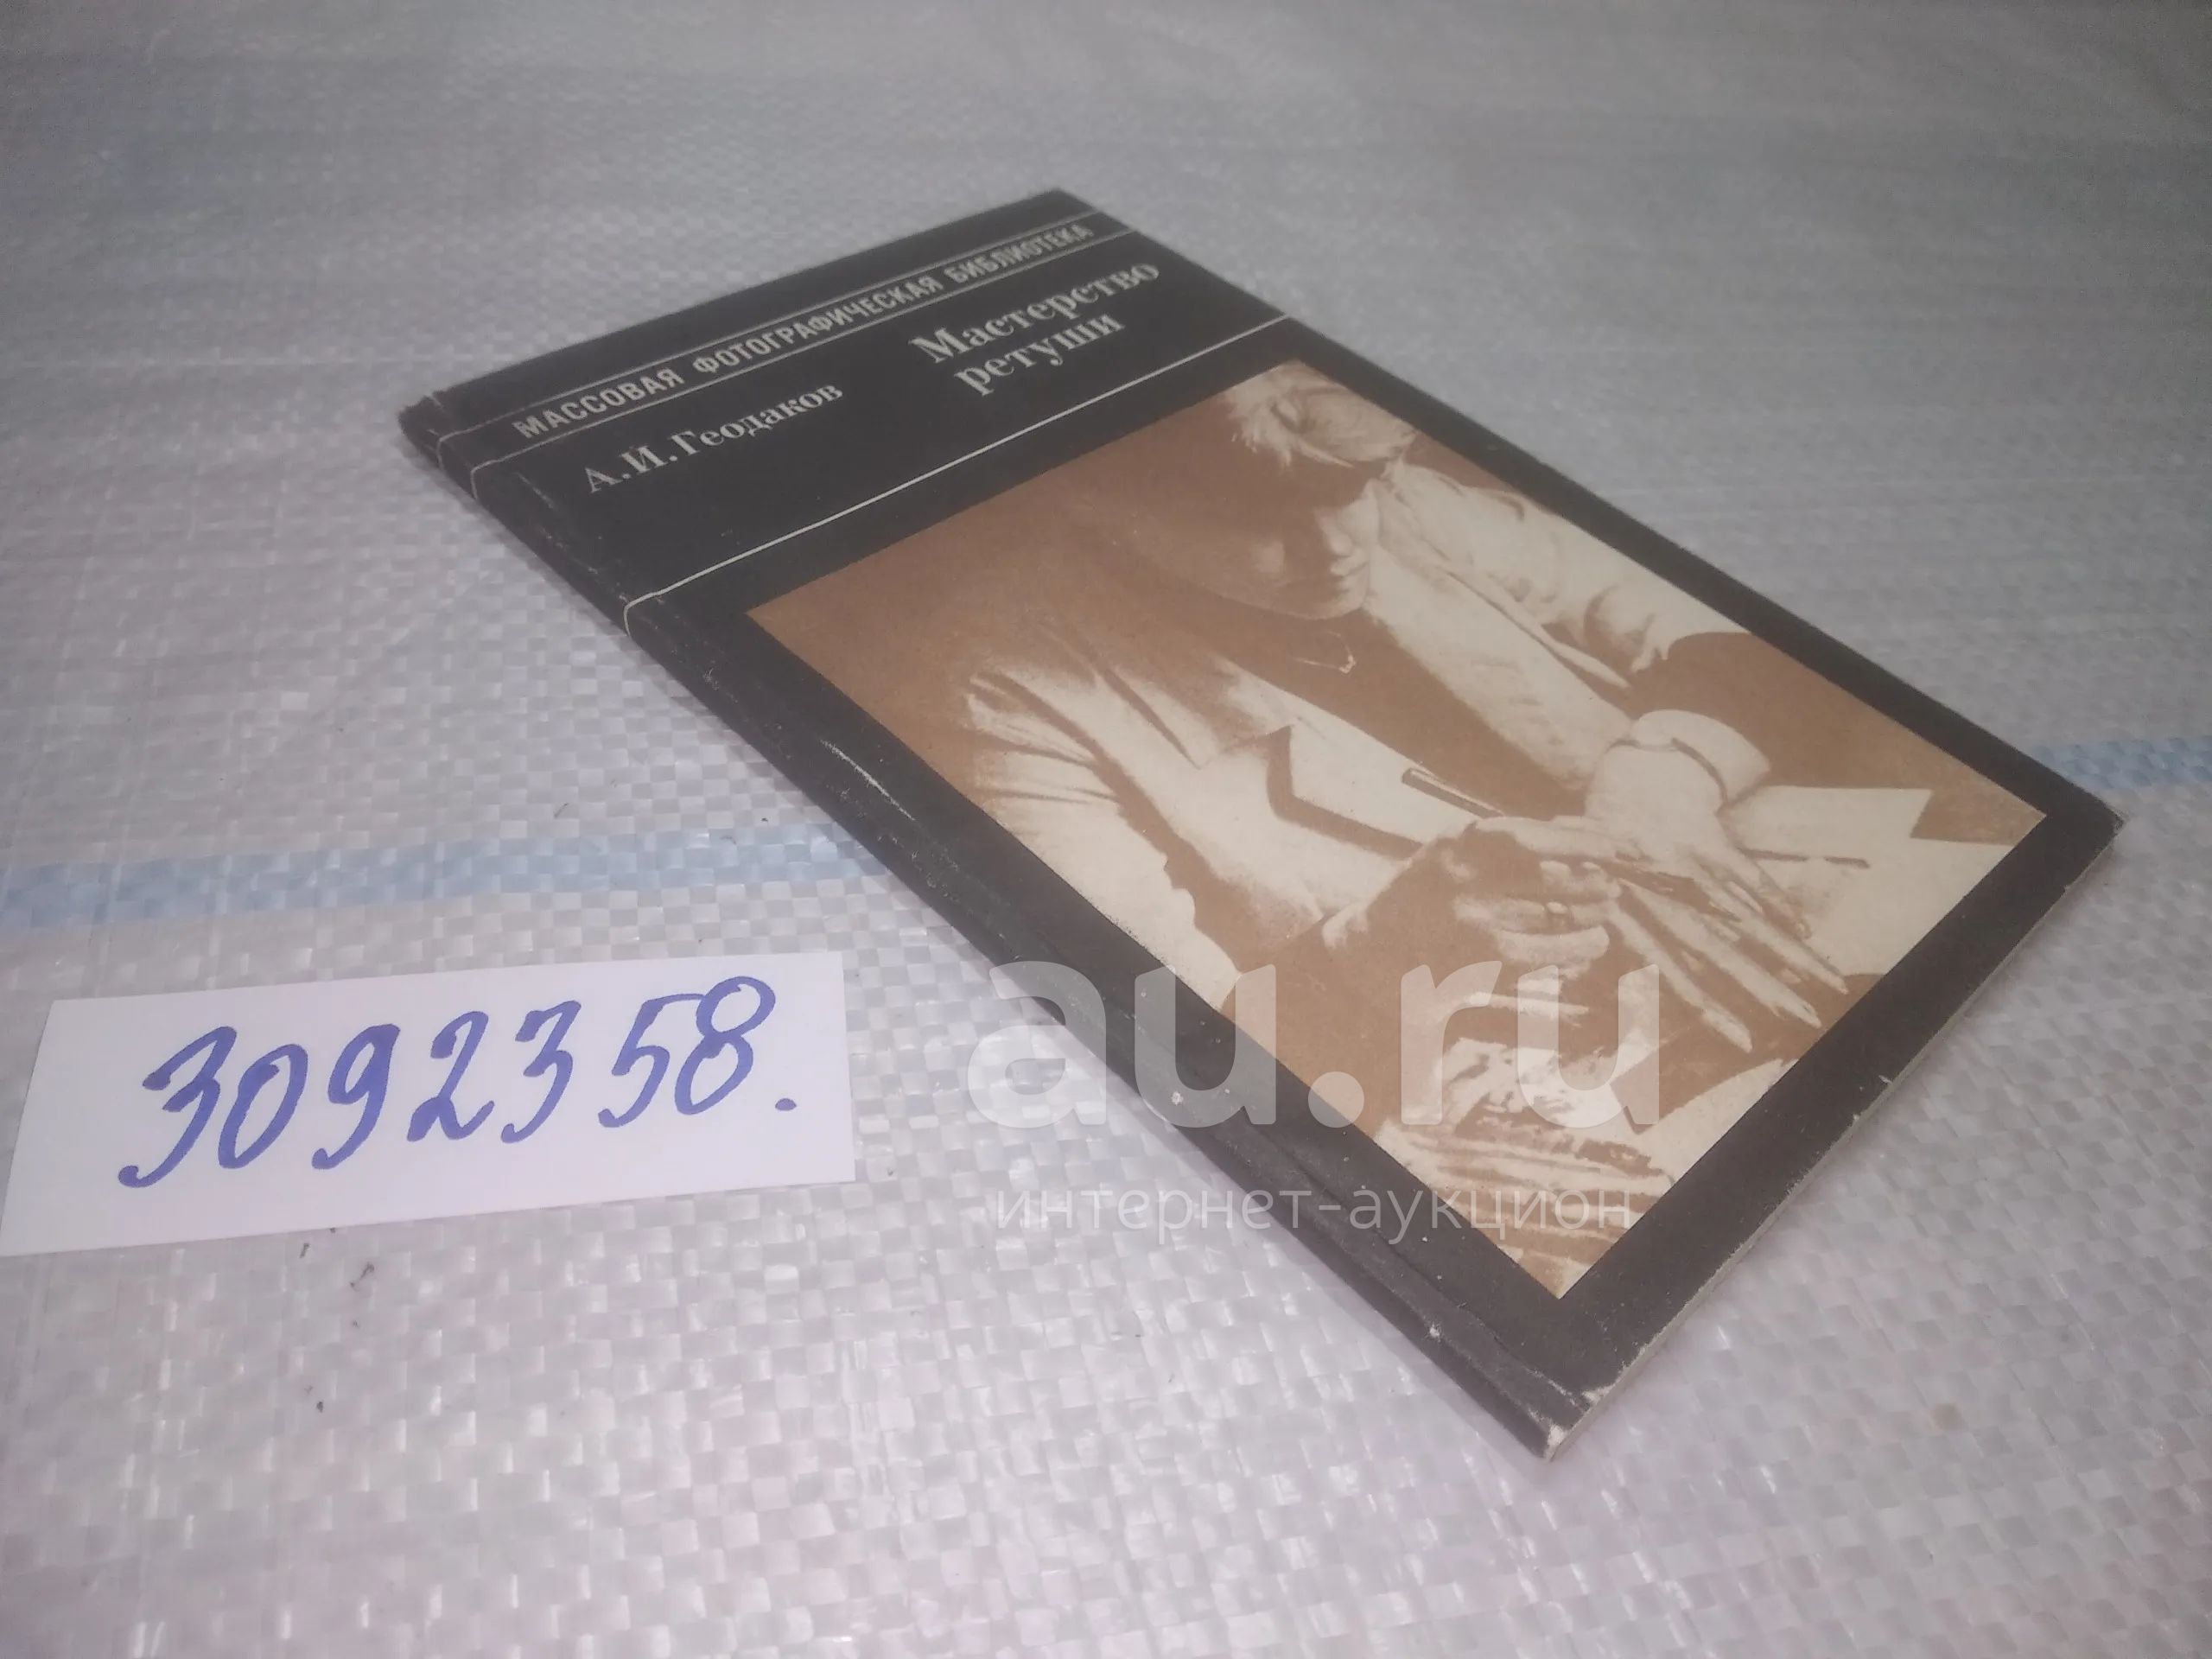 МАССОВАЯ ФОТОГРАФИЧЕСКАЯ БИБЛИОТЕКА
А.И.Геодаков
Мастерство
ретуши
3092358.
au.ru
интернет-аукцион